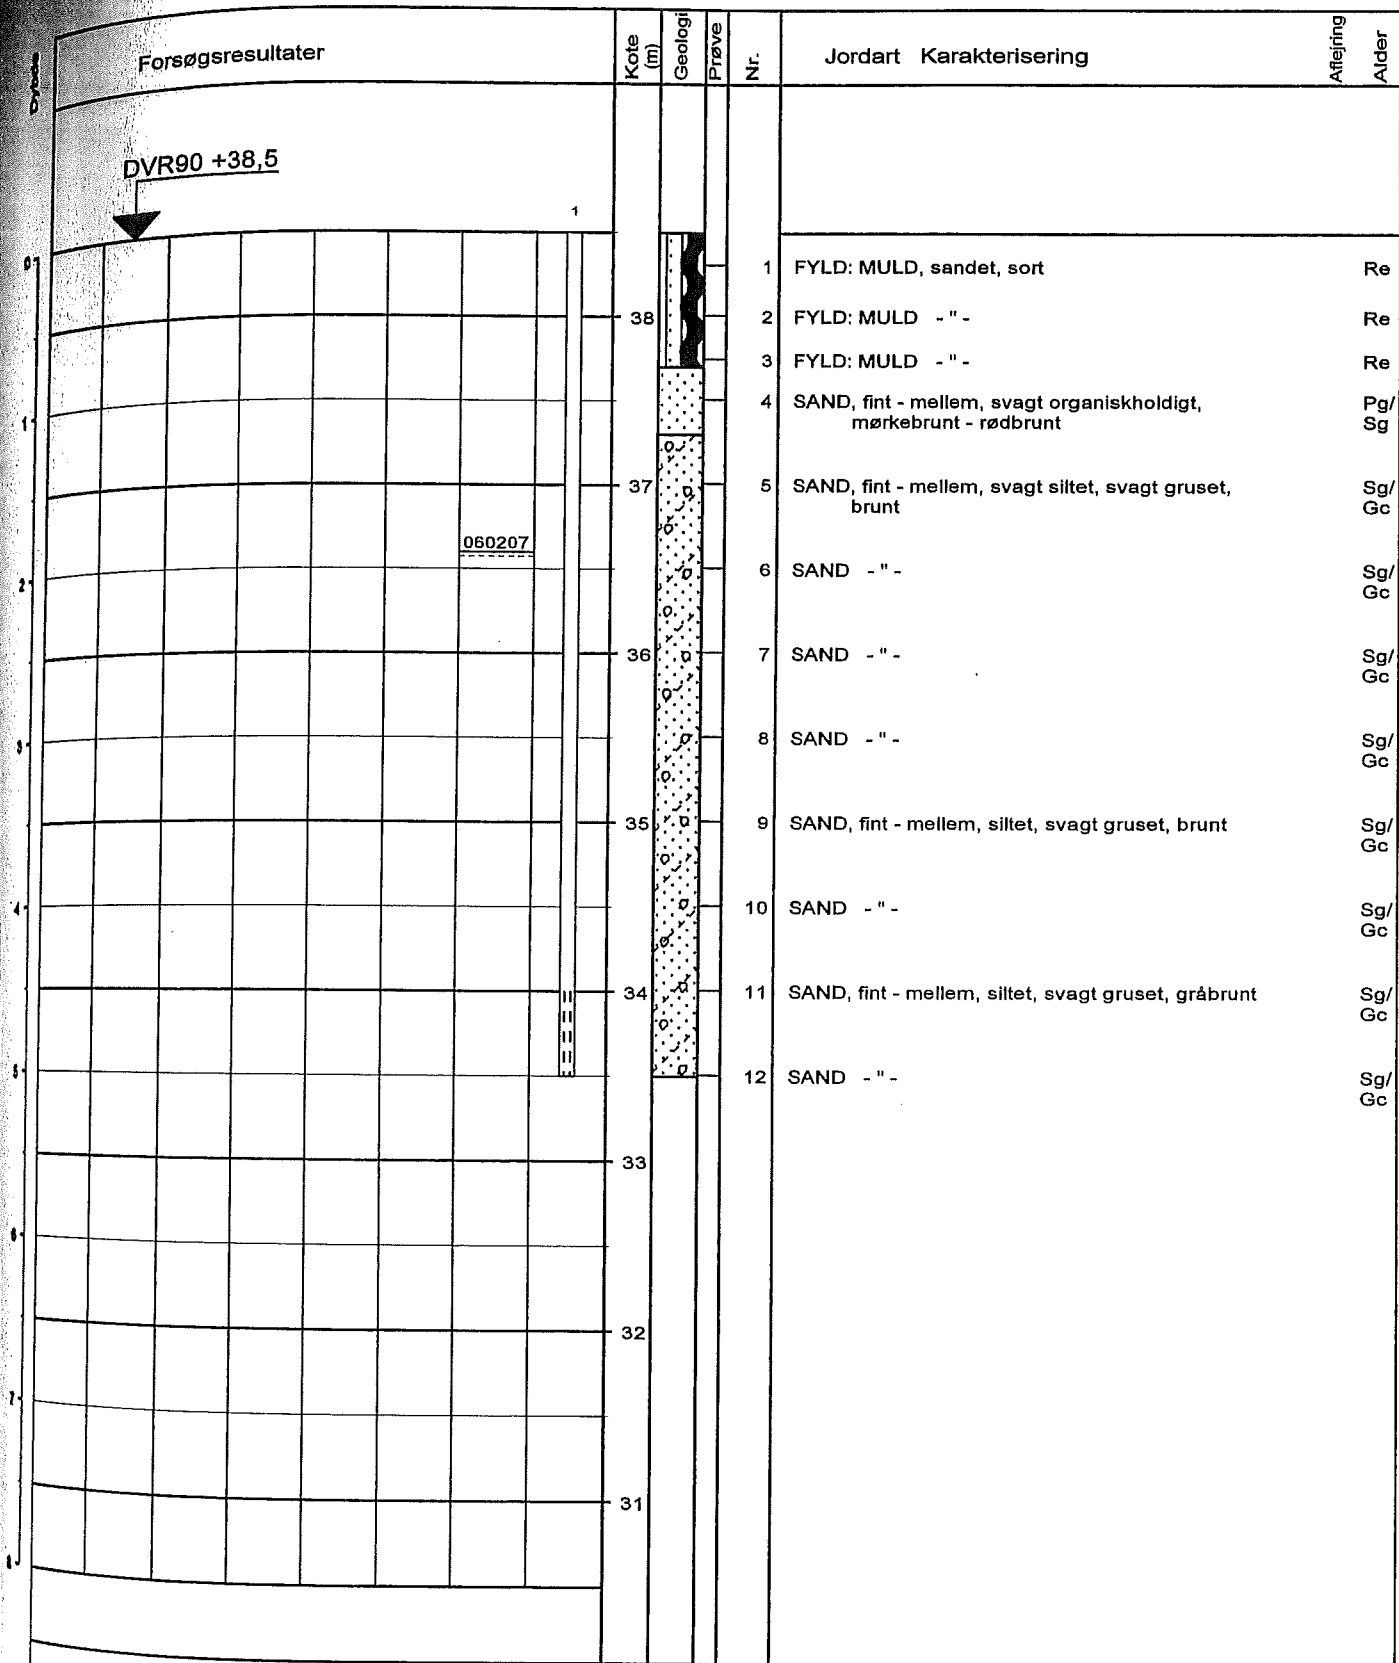 Dybde
Forsøgsresultater
Kote (m)
Geologi
Prøve
Nr.
Jordart Karakterisering
Aflejring
Alder
DVR90 +38,5
1
0
1 FYLD: MULD, sandet, sort Re
38
2 FYLD: MULD - " - Re
3 FYLD: MULD - " - Re
1
4 SAND, fint - mellem, svagt organiskholdigt, Pg/
mørkebrunt - rødbrunt Sg
37
5 SAND, fint - mellem, svagt siltet, svagt gruset, Sg/
brunt Gc
060207
2
6 SAND - " - Sg/
Gc
36
7 SAND - " - Sg/
Gc
3
8 SAND - " - Sg/
Gc
35
9 SAND, fint - mellem, siltet, svagt gruset, brunt Sg/
Gc
4
10 SAND - " - Sg/
Gc
34
11 SAND, fint - mellem, siltet, svagt gruset, gråbrunt Sg/
Gc
5
12 SAND - " - Sg/
Gc
33
6
32
7
31